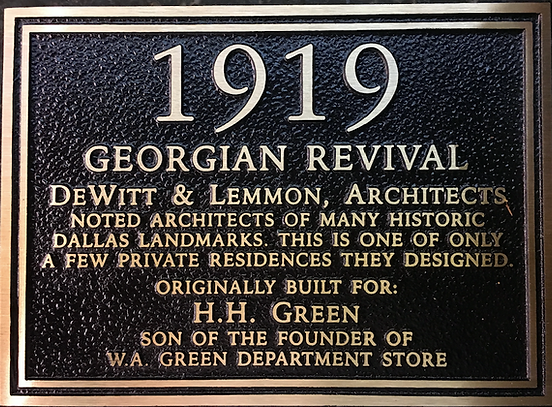 1919
GEORGIAN REVIVAL
DEWITT & LEMMON, ARCHITECTS
NOTED ARCHITECTS OF MANY HISTORIC
DALLAS LANDMARKS. THIS IS ONE OF ONLY
A FEW PRIVATE RESIDENCES THEY DESIGNED.
ORIGINALLY BUILT FOR:
H.H. GREEN
SON OF THE FOUNDER OF
W.A. GREEN DEPARTMENT STORE